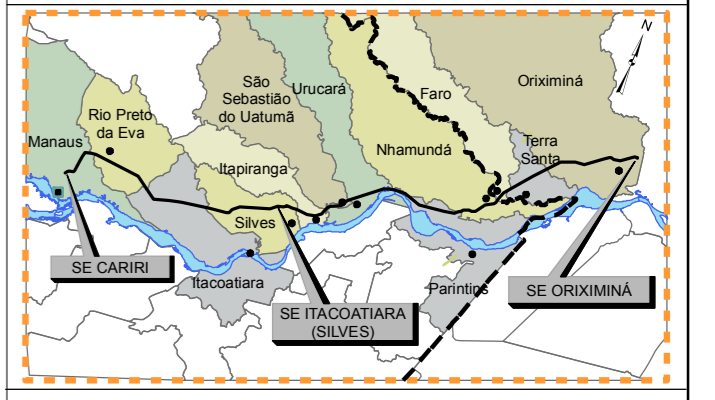 N
São
Sebastião
do Uatumã
Urucará
Oriximiná
Faro
Rio Preto
da Eva
Manaus
Nhamundá
Terra
Santa
Itapiranga
Silves
SE CARIRI
Itacoatiara
SE ITACOATIARA
(SILVES)
Parintins
SE ORIXIMINÁ